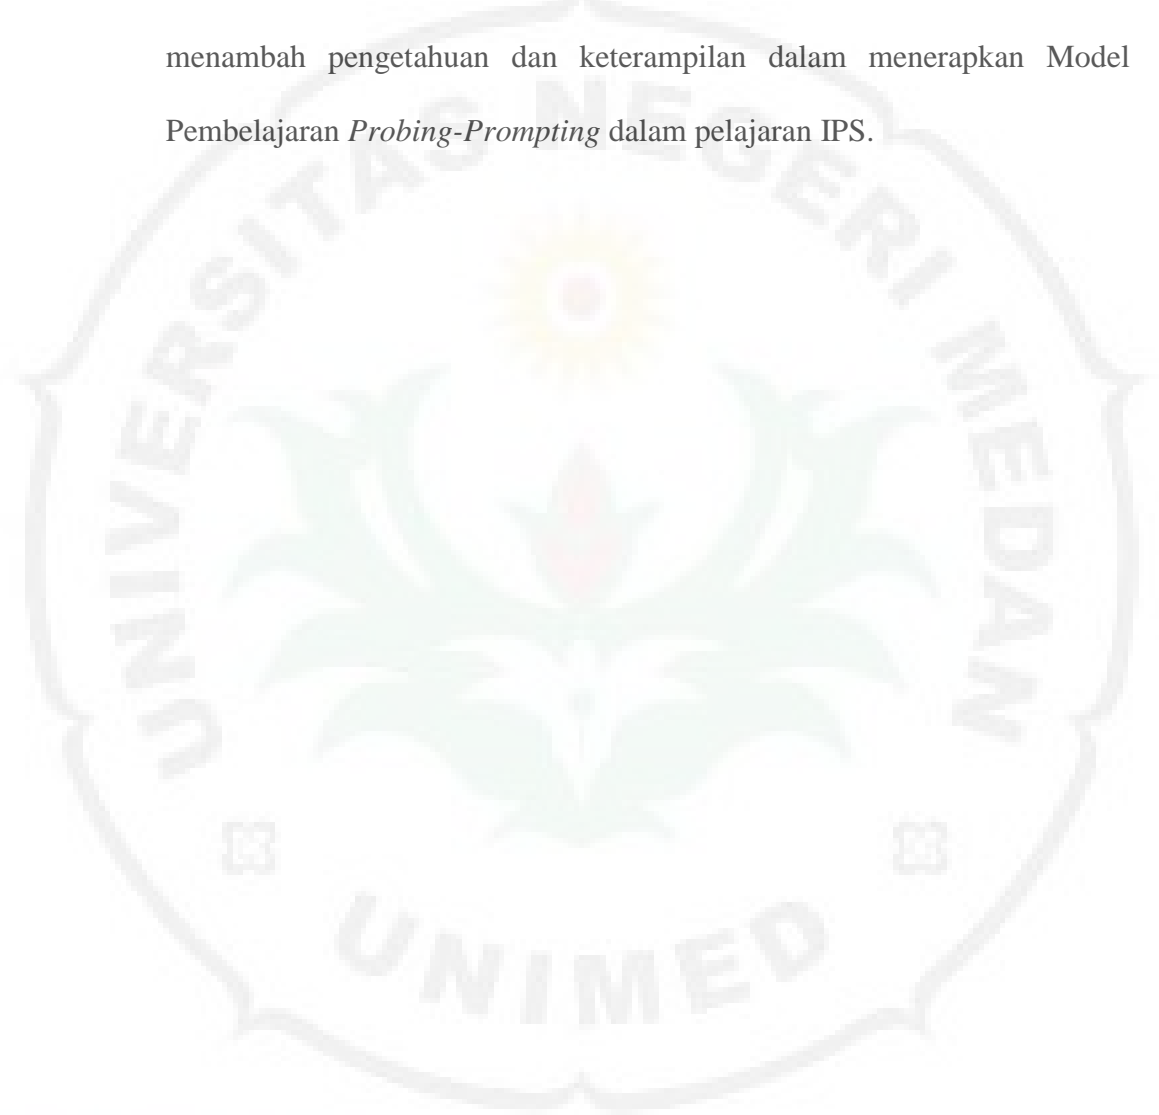 menambah pengetahuan dan keterampilan dalam menerapkan Model
Pembelajaran Probing-Prompting dalam pelajaran IPS.
UNIVERSITAS NEGERI MEDAN
UNIMED